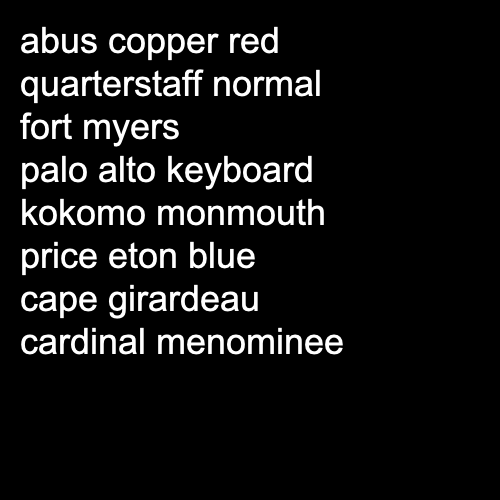 abus copper red
quarterstaff normal
fort myers
palo alto keyboard
kokomo monmouth
price eton blue
cape girardeau
cardinal menominee